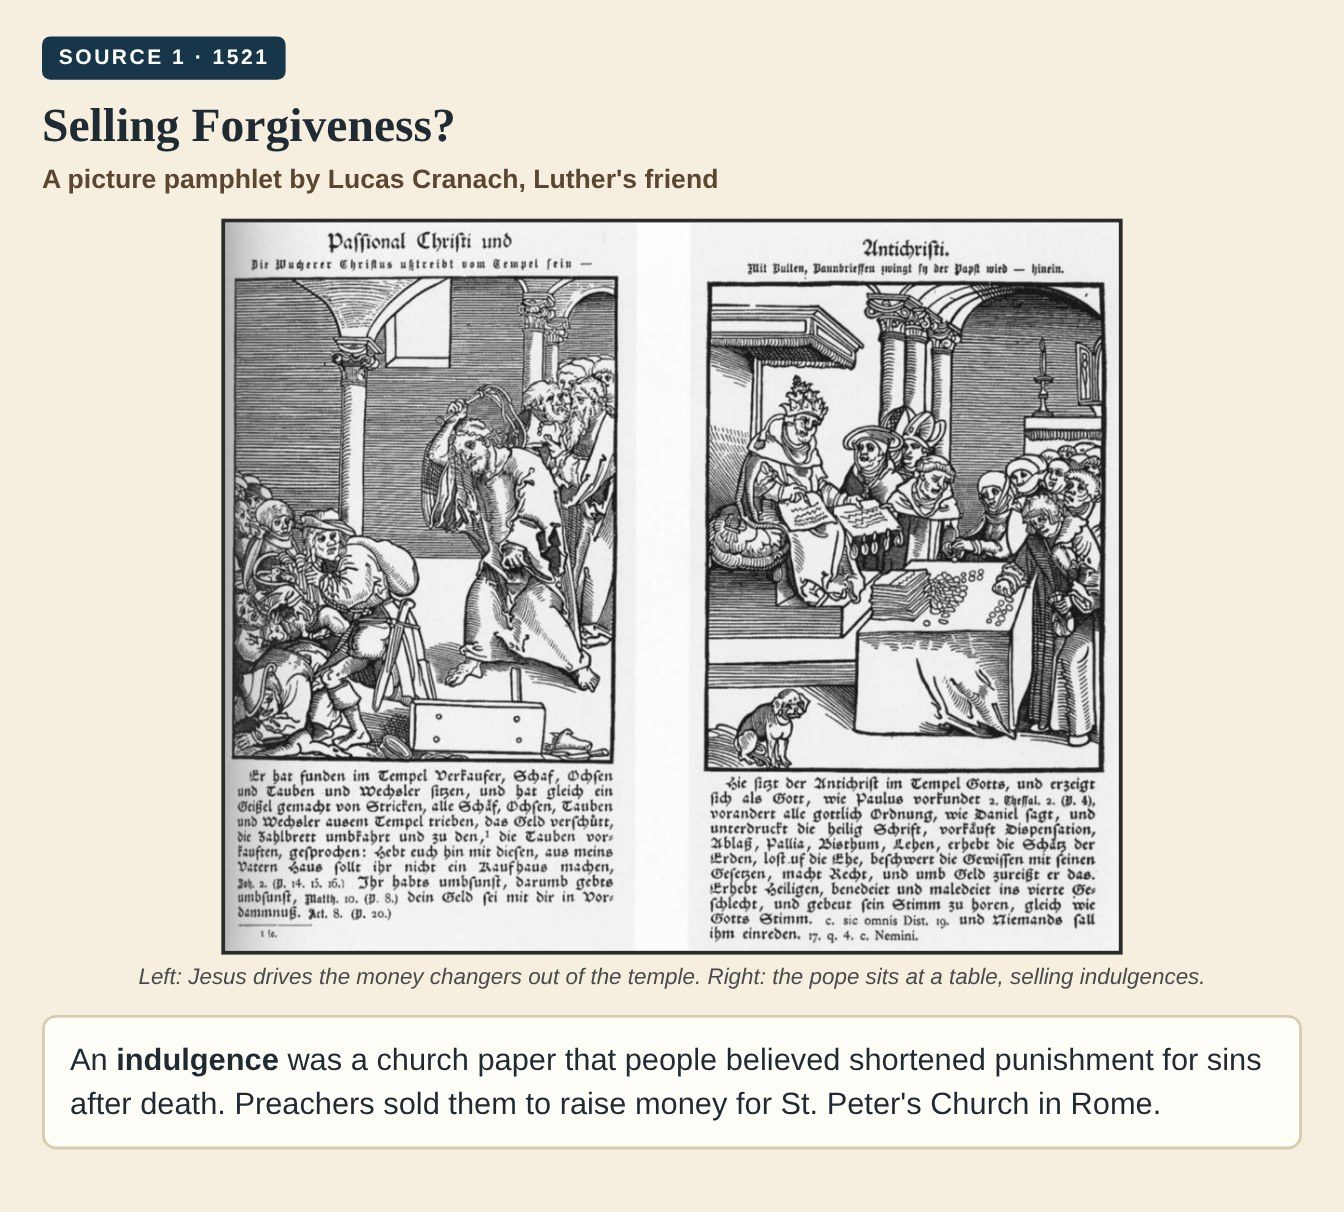 SOURCE 1 · 1521
Selling Forgiveness?
A picture pamphlet by Lucas Cranach, Luther's friend
Passional Christi und
Die Wucherer Christus ußtreibt vom Tempel sein —
Er hat funden im Tempel Verkaufer, Schaf, Ochsen
und Tauben und Wechsler sitzen, und hat gleich ein
Geißel gemacht von Stricken, alle Schäf, Ochsen, Tauben
und Wechsler ausem Tempel trieben, das Geld verschütt,
die Zahlbrett umbkahrt und zu den,¹ die Tauben vor-
kauften, gesprochen: Hebt euch hin mit diesen, aus meins
Vatern Haus sollt ihr nicht ein Kaufhaus machen,
Joh. 2. (V. 14. 15. 16.) Ihr habts umbsunst, darumb gebts
umbsunst, Matth. 10. (V. 8.) dein Geld sei mit dir in Vor-
dammnuß. Act. 8. (V. 20.)
Antichristi.
Mit Bullen, Bannbrieffen zwingt sy der Papst wied — hinein.
Hie sitzt der Antichrist im Tempel Gotts, und erzeigt
sich als Gott, wie Paulus vorkundet 2. Thessal. 2. (V. 4),
vorandert alle gottlich Ordnung, wie Daniel sagt, und
unterdruckt die heilig Schrift, vorkäuft Dispensation,
Ablaß, Pallia, Bisthum, Lehen, erhebt die Schätz der
Erden, lost uf die Ehe, beschwert die Gewissen mit seinen
Gesetzen, macht Recht, und umb Geld zureißt er das.
Erhebt Heiligen, benedeiet und maledeiet ins vierte Ge-
schlecht, und gebeut sein Stimm zu horen, gleich wie
Gotts Stimm. c. sic omnis Dist. 19. und Niemands sall
ihm einreden. 17. q. 4. c. Nemini.
Left: Jesus drives the money changers out of the temple. Right: the pope sits at a table, selling indulgences.
An indulgence was a church paper that people believed shortened punishment for sins
after death. Preachers sold them to raise money for St. Peter's Church in Rome.